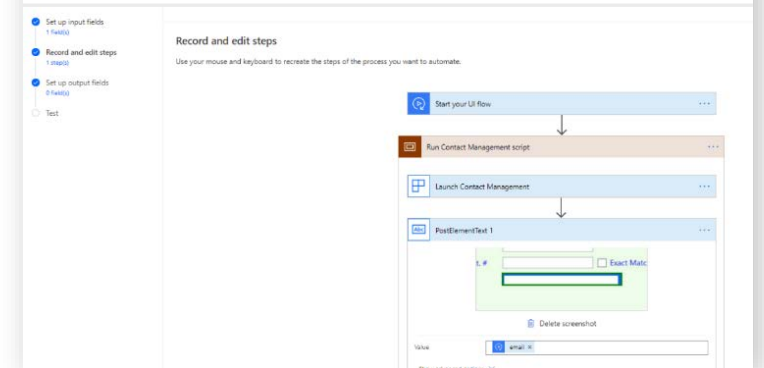 Set up input fields
1 field(s)
Record and edit steps
1 step(s)
Set up output fields
0 field(s)
Test
Record and edit steps
Use your mouse and keyboard to recreate the steps of the process you want to automate.
Start your UI flow
Run Contact Management script
Launch Contact Management
Abc
PostElementText 1
t. #
Exact Matc
Delete screenshot
Value
email ×